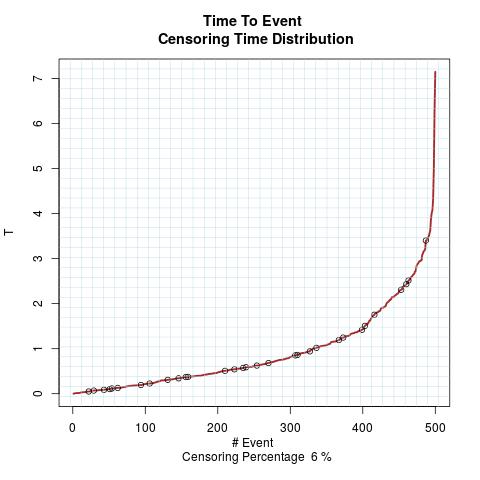 Time To Event
Censoring Time Distribution
T
7
6
5
4
3
2
1
0
0 100 200 300 400 500
# Event
Censoring Percentage 6 %